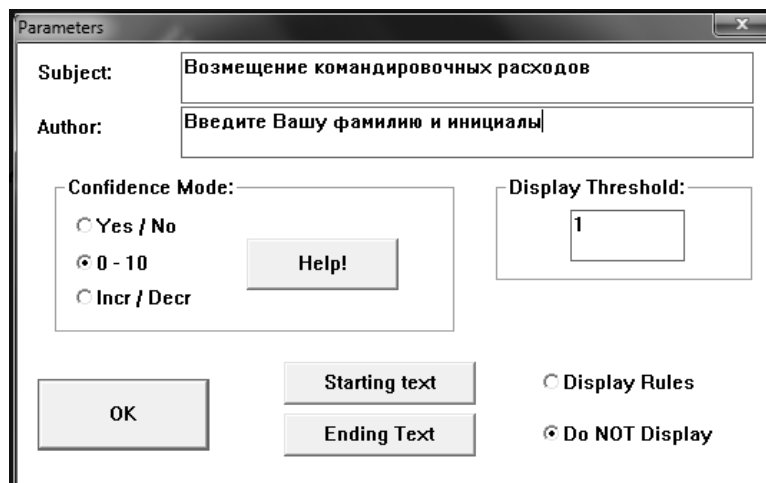 Parameters
Subject:
Возмещение командировочных расходов
Author:
Введите Вашу фамилию и инициалы
Confidence Mode:
Yes / No
0 - 10
Incr / Decr
Help!
Display Threshold:
1
OK
Starting text
Ending Text
Display Rules
Do NOT Display